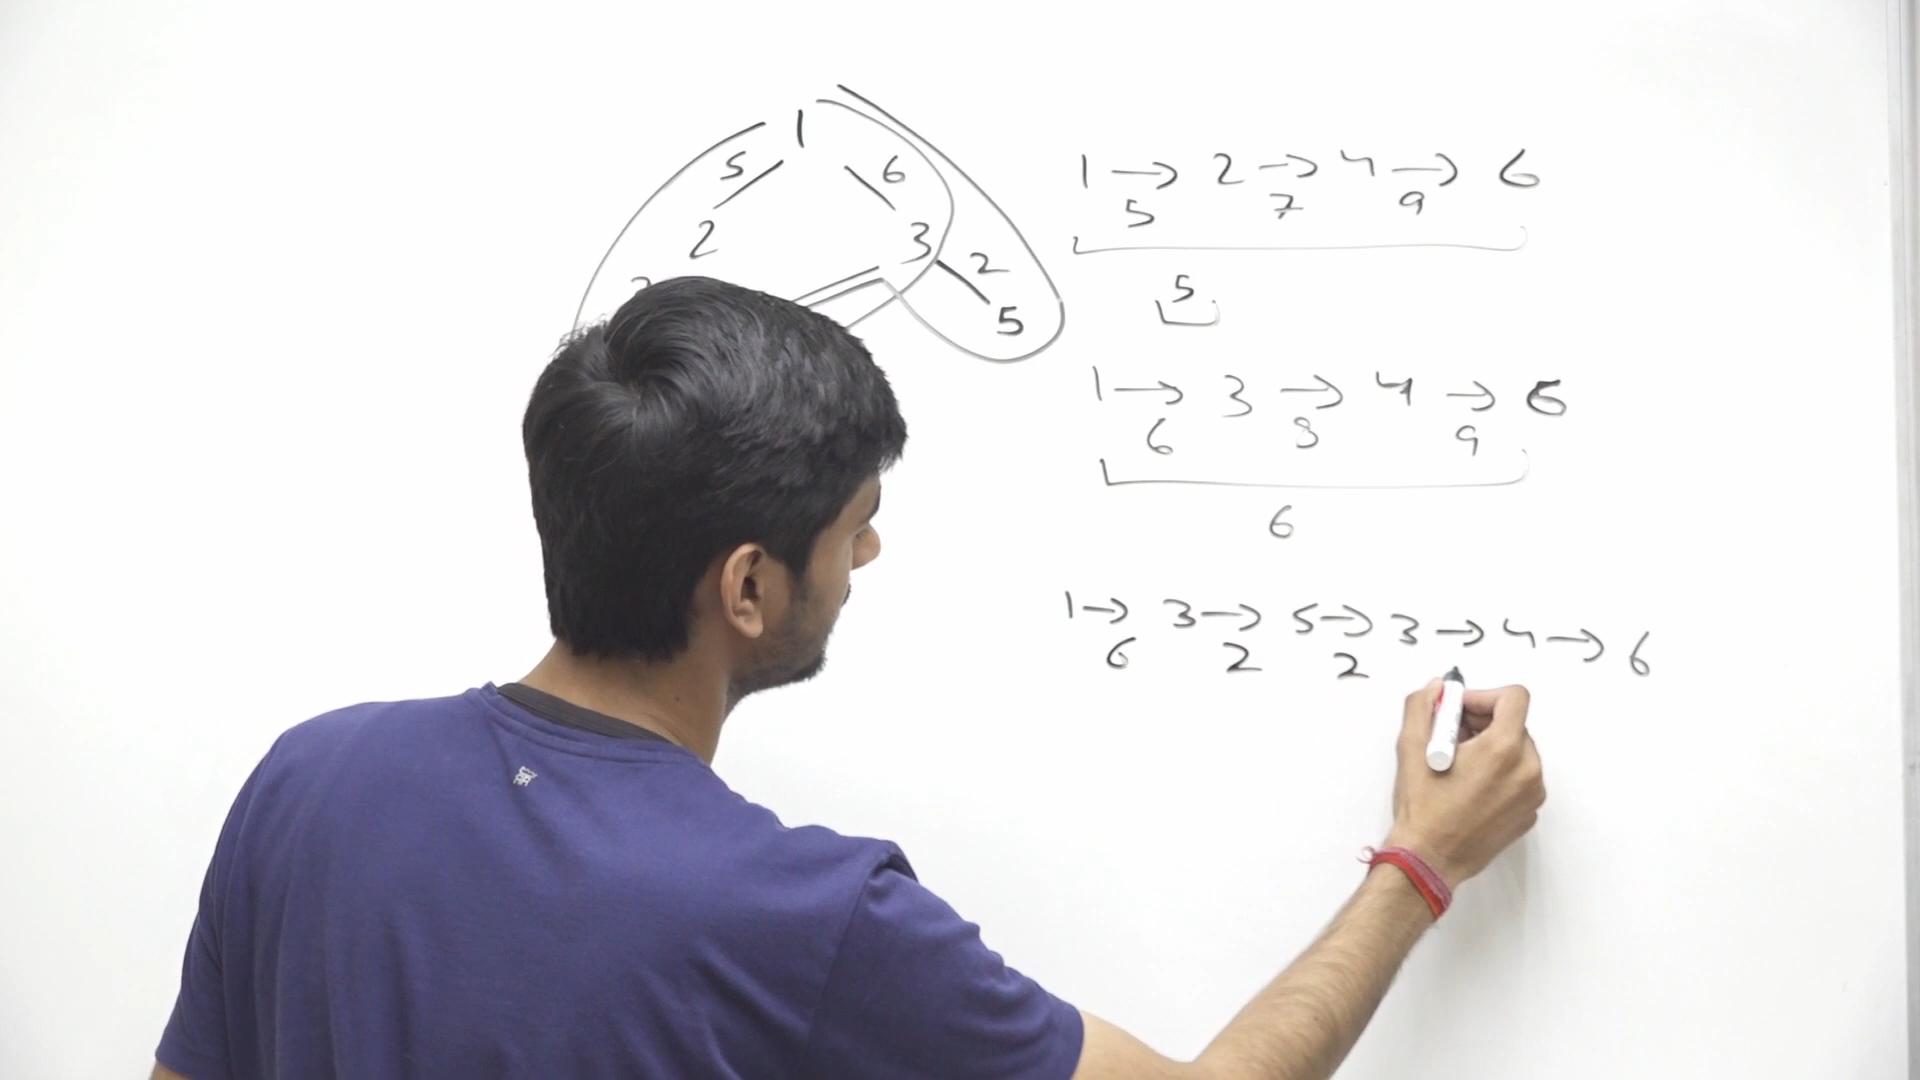 1
5 6
2 3 2
5
1 → 2 → 4 → 6
5 7 9
5
1 → 3 → 4 → 6
6 8 9
6
1 → 3 → 5 → 3 → 4 → 6
6 2 2